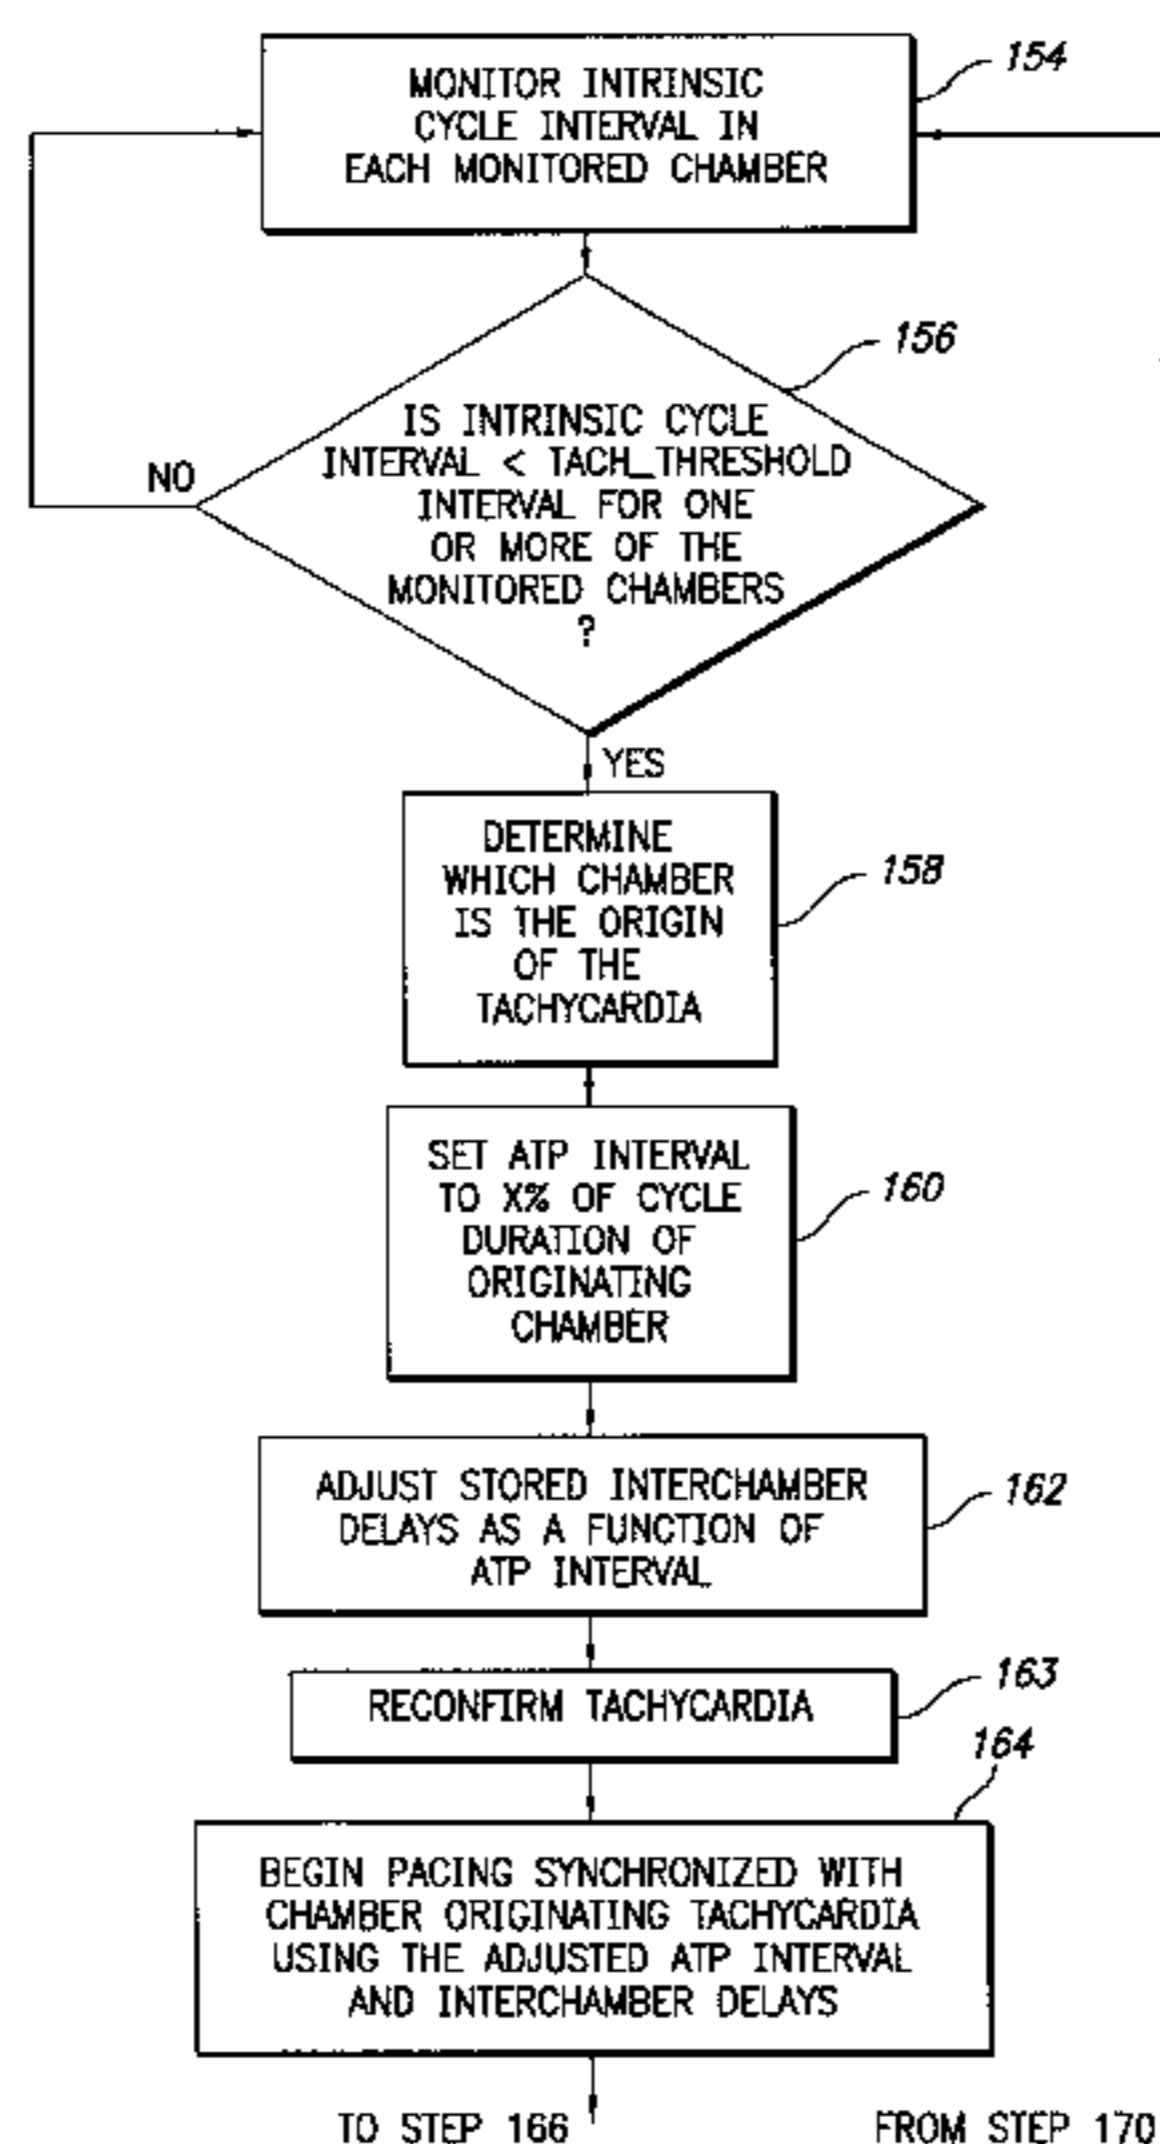 154
MONITOR INTRINSIC
CYCLE INTERVAL IN
EACH MONITORED CHAMBER
156
IS INTRINSIC CYCLE
INTERVAL < TACH_THRESHOLD
INTERVAL FOR ONE
OR MORE OF THE
MONITORED CHAMBERS
?
NO
YES
DETERMINE
WHICH CHAMBER
IS THE ORIGIN
OF THE
TACHYCARDIA
158
SET ATP INTERVAL
TO X% OF CYCLE
DURATION OF
ORIGINATING
CHAMBER
160
ADJUST STORED INTERCHAMBER
DELAYS AS A FUNCTION OF
ATP INTERVAL
162
RECONFIRM TACHYCARDIA
163
164
BEGIN PACING SYNCHRONIZED WITH
CHAMBER ORIGINATING TACHYCARDIA
USING THE ADJUSTED ATP INTERVAL
AND INTERCHAMBER DELAYS
TO STEP 166
FROM STEP 170